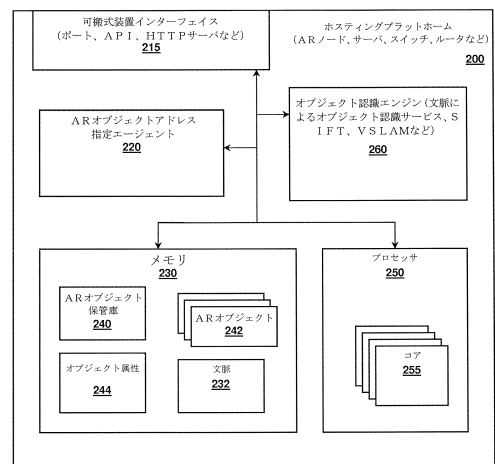 可搬式装置インターフェイス
(ポート、API、HTTPサーバなど)
215
ホスティングプラットホーム
(ARノード、サーバ、スイッチ、ルータなど)
200
ARオブジェクトアドレス
指定エージェント
220
オブジェクト認識エンジン(文脈に
よるオブジェクト認識サービス、S
IFT、VSLAMなど)
260
メモリ
230
ARオブジェクト
保管庫
240
ARオブジェクト
242
オブジェクト属性
244
文脈
232
プロセッサ
250
コア
255